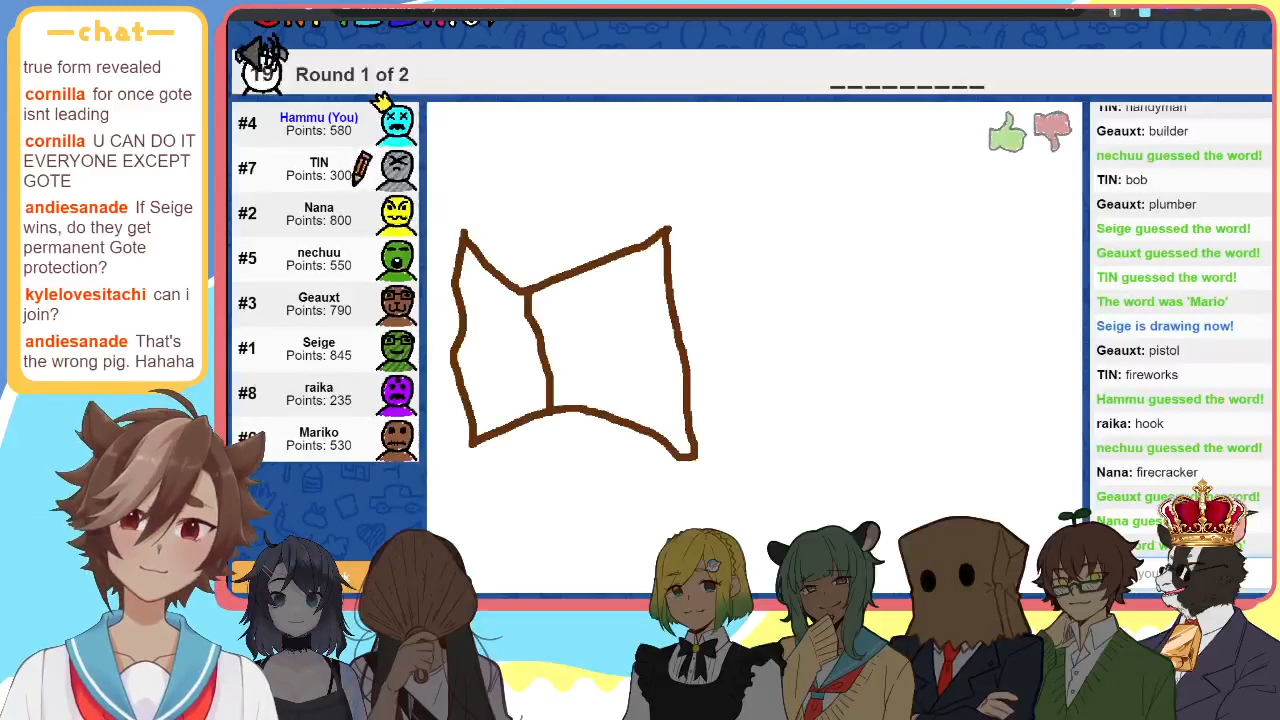 chat
true form revealed
cornilla for once gote
isnt leading
cornilla U CAN DO IT
EVERYONE EXCEPT
GOTE
andiesanade If Seige
wins, do they get
permanent Gote
protection?
kylelovesitachi can i
join?
andiesanade That's
the wrong pig. Hahaha
19
Round 1 of 2
_ _ _ _ _ _ _ _ _
#4 Hammu (You)
Points: 580
#7 TIN
Points: 300
#2 Nana
Points: 800
#5 nechuu
Points: 550
#3 Geauxt
Points: 790
#1 Seige
Points: 845
#8 raika
Points: 235
Mariko
Points: 530
TIN: handyman
Geauxt: builder
nechuu guessed the word!
TIN: bob
Geauxt: plumber
Seige guessed the word!
Geauxt guessed the word!
TIN guessed the word!
The word was 'Mario'
Seige is drawing now!
Geauxt: pistol
TIN: fireworks
Hammu guessed the word!
raika: hook
nechuu guessed the word!
Nana: firecracker